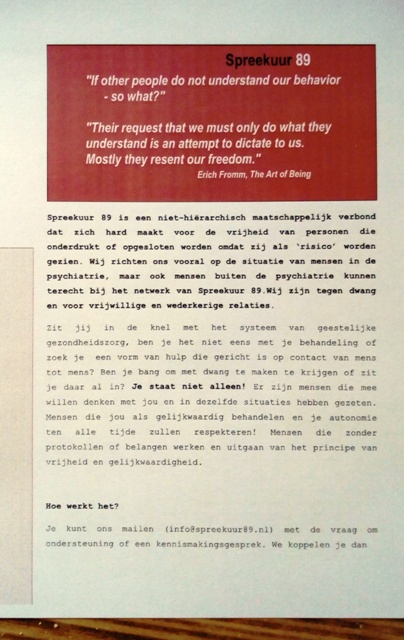 Spreekuur 89
"If other people do not understand our behavior
- so what?"
"Their request that we must only do what they
understand is an attempt to dictate to us.
Mostly they resent our freedom."
Erich Fromm, The Art of Being
Spreekuur 89 is een niet-hiërarchisch maatschappelijk verbond
dat zich hard maakt voor de vrijheid van personen die
onderdrukt of opgesloten worden omdat zij als 'risico' worden
gezien. Wij richten ons vooral op de situatie van mensen in de
psychiatrie, maar ook mensen buiten de psychiatrie kunnen
terecht bij het netwerk van Spreekuur 89.Wij zijn tegen dwang
en voor vrijwillige en wederkerige relaties.
Zit jij in de knel met het systeem van geestelijke
gezondheidszorg, ben je het niet eens met je behandeling of
zoek je een vorm van hulp die gericht is op contact van mens
tot mens? Ben je bang om met dwang te maken te krijgen of zit
je daar al in? Je staat niet alleen! Er zijn mensen die mee
willen denken met jou en in dezelfde situaties hebben gezeten.
Mensen die jou als gelijkwaardig behandelen en je autonomie
ten alle tijde zullen respekteren! Mensen die zonder
protokollen of belangen werken en uitgaan van het principe van
vrijheid en gelijkwaardigheid.
Hoe werkt het?
Je kunt ons mailen (info@spreekuur89.nl) met de vraag om
ondersteuning of een kennismakingsgesprek. We koppelen je dan